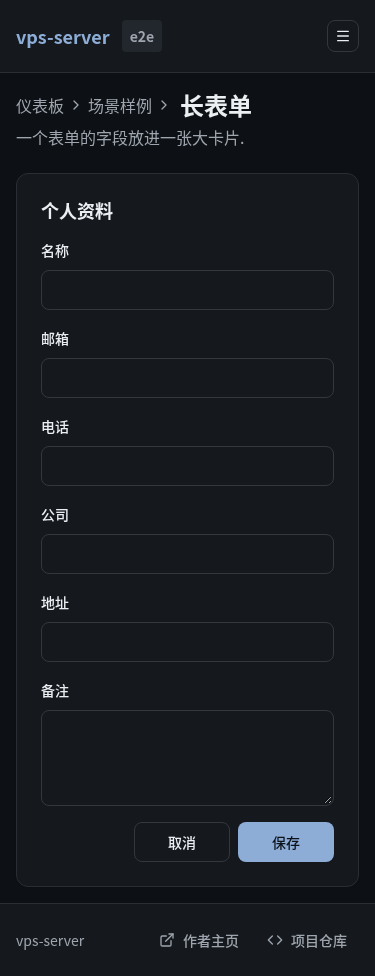 vps-server e2e
仪表板 > 场景样例 > 长表单
一个表单的字段放进一张大卡片.
个人资料
名称
邮箱
电话
公司
地址
备注
取消 保存
vps-server 作者主页 项目仓库